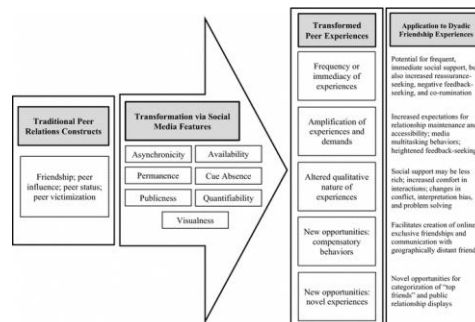 Traditional Peer
Relations Constructs
Friendship; peer
influence; peer status;
peer victimization
Transformation via Social
Media Features
Asynchronicity
Availability
Permanence
Cue Absence
Publicness
Quantifiability
Visualness
Transformed
Peer Experiences
Frequency or
immediacy of
experiences
Amplification of
experiences and
demands
Altered qualitative
nature of
experiences
New opportunities:
compensatory
behaviors
New opportunities:
novel experiences
Application to Dyadic
Friendship Experiences
Potential for frequent,
immediate social support, bu
also increased reassurance-
seeking, negative feedback-
seeking, and co-rumination
Increased expectations for
relationship maintenance and
accessibility; media
multitasking behaviors;
heightened feedback-seeking
Social support may be less
rich; increased comfort in
interactions; changes in
conflict, interpretation bias,
and problem solving
Facilitates creation of online
exclusive friendships and
communication with
geographically distant friend
Novel opportunities for
categorization of "top
friends" and public
relationship displays